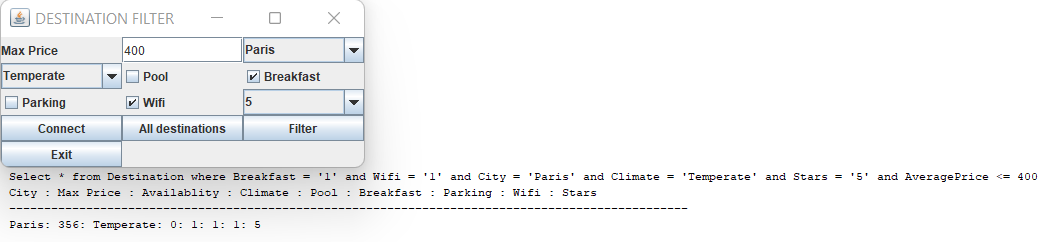 DESTINATION FILTER
Max Price 400 Paris
Temperate Pool Breakfast
Parking Wifi 5
Connect All destinations Filter
Exit
Select * from Destination where Breakfast = '1' and Wifi = '1' and City = 'Paris' and Climate = 'Temperate' and Stars = '5' and AveragePrice <= 400
City : Max Price : Availablity : Climate : Pool : Breakfast : Parking : Wifi : Stars
-------------------------------------------------------------------------------------------------
Paris: 356: Temperate: 0: 1: 1: 1: 5